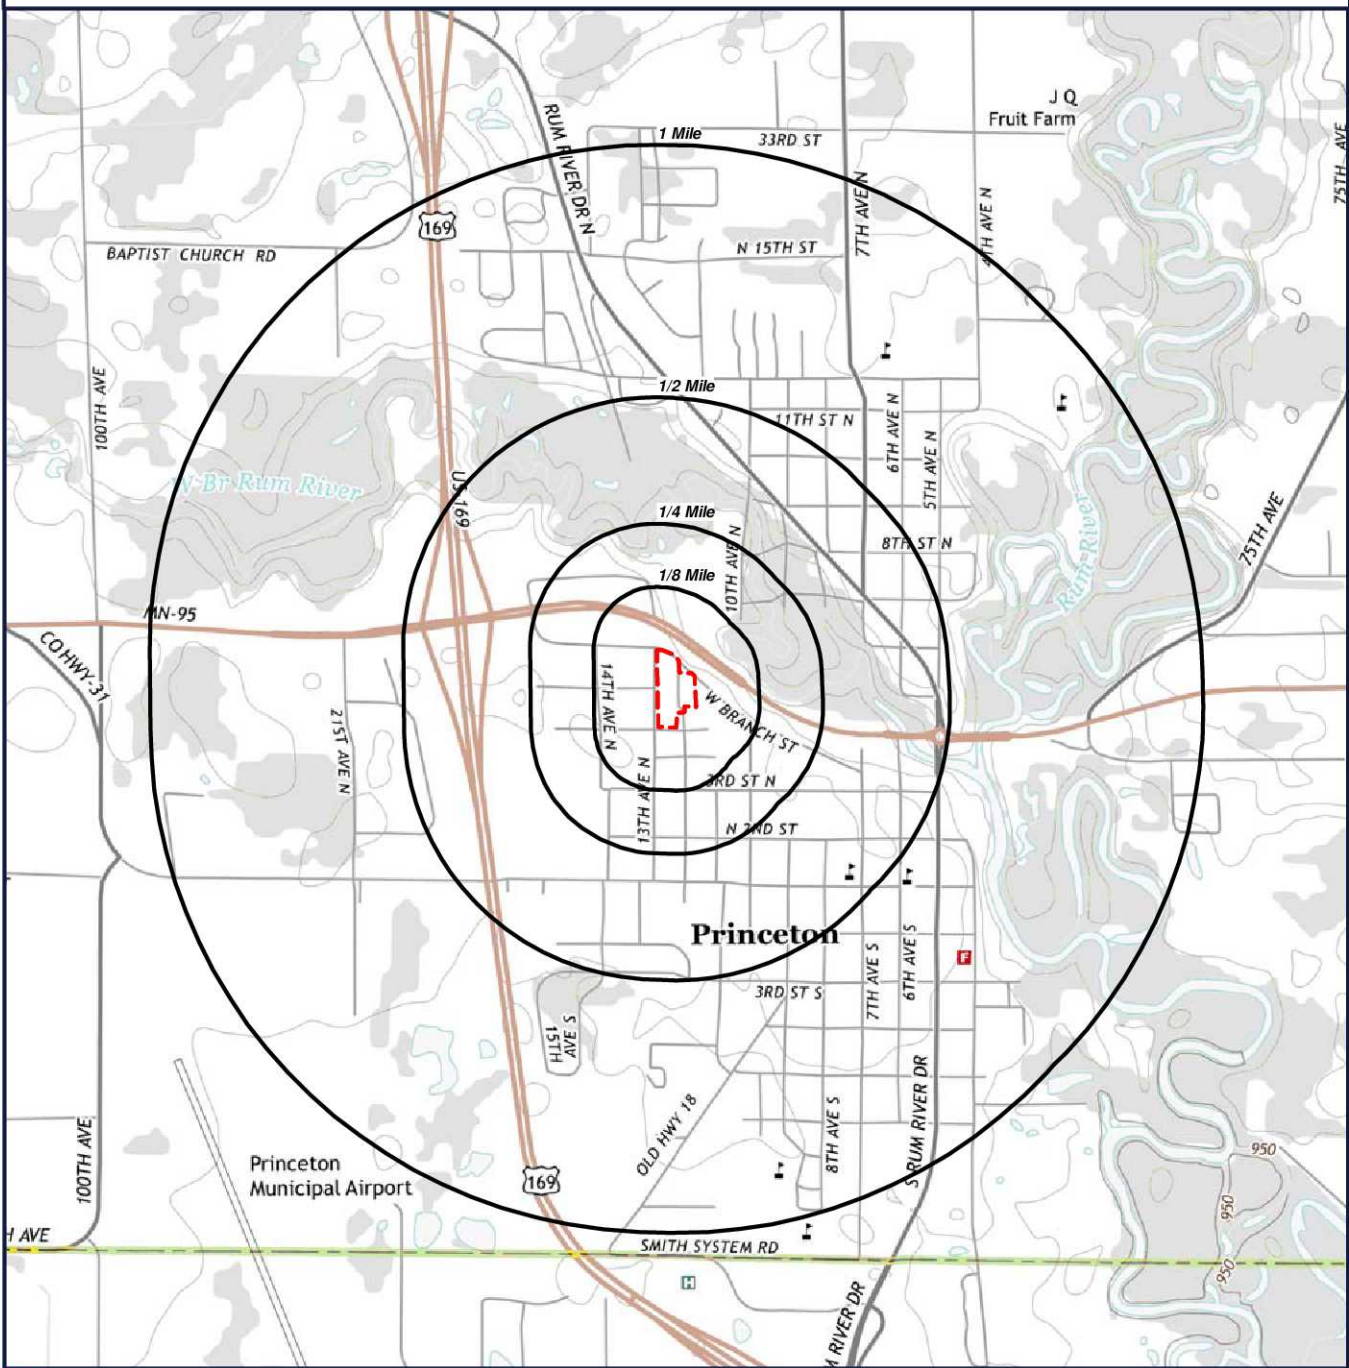 J Q
Fruit Farm
75TH AVE
1 Mile
33RD ST
RUM RIVER DR N
7TH AVE N
4TH AVE N
169
N 15TH ST
BAPTIST CHURCH RD
100TH AVE
1/2 Mile
11TH ST N
6TH AVE N
5TH AVE N
W Br Rum River
US 169
1/4 Mile
10TH AVE N
8TH ST N
75TH AVE
Rum River
1/8 Mile
MN-95
CO HWY-31
14TH AVE N
W BRANCH ST
21ST AVE N
3RD ST N
13TH AVE N
N 2ND ST
Princeton
7TH AVE S
6TH AVE S
F
3RD ST S
15TH
AVE S
OLD HWY 18
8TH AVE S
S RUM RIVER DR
100TH AVE
Princeton
Municipal Airport
169
950
950
950
H AVE
SMITH SYSTEM RD
H
M RIVER DR